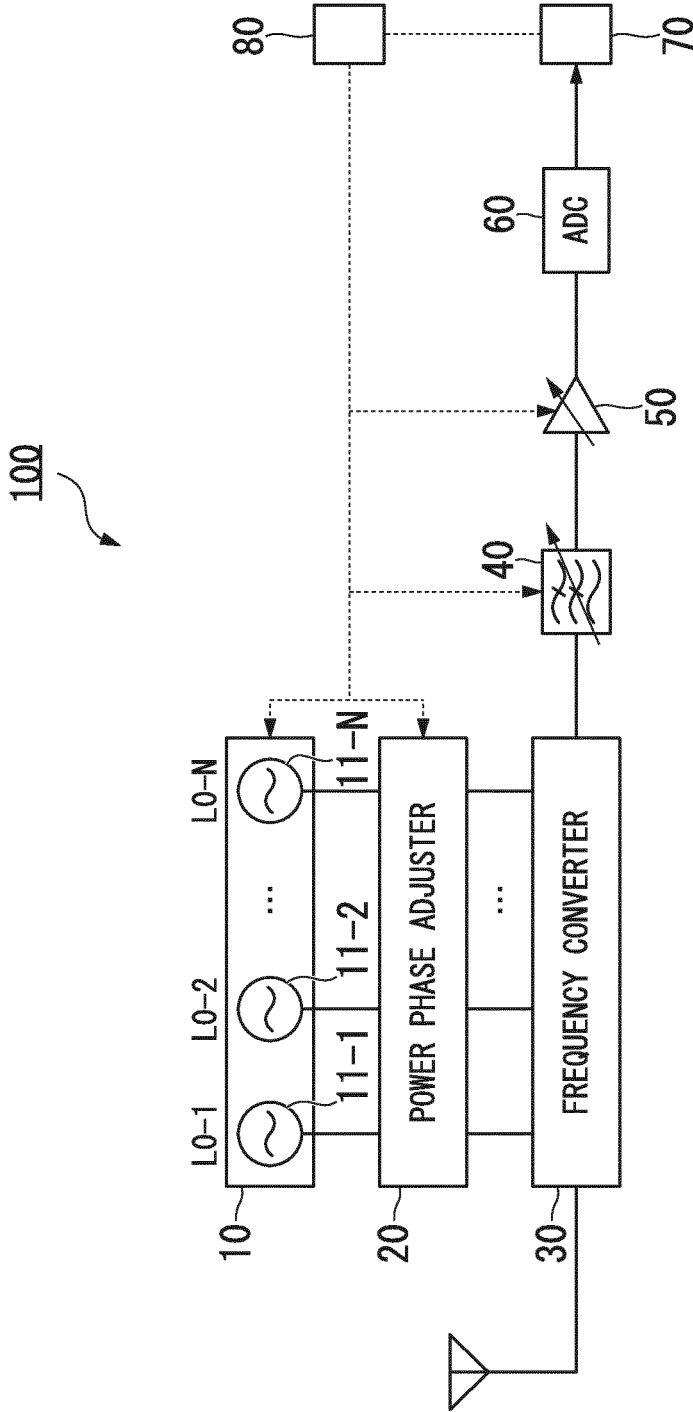 100
LO-1
LO-2
LO-N
10
11-1
11-2
...
11-N
20
POWER PHASE ADJUSTER
...
30
FREQUENCY CONVERTER
40
50
60
ADC
70
80